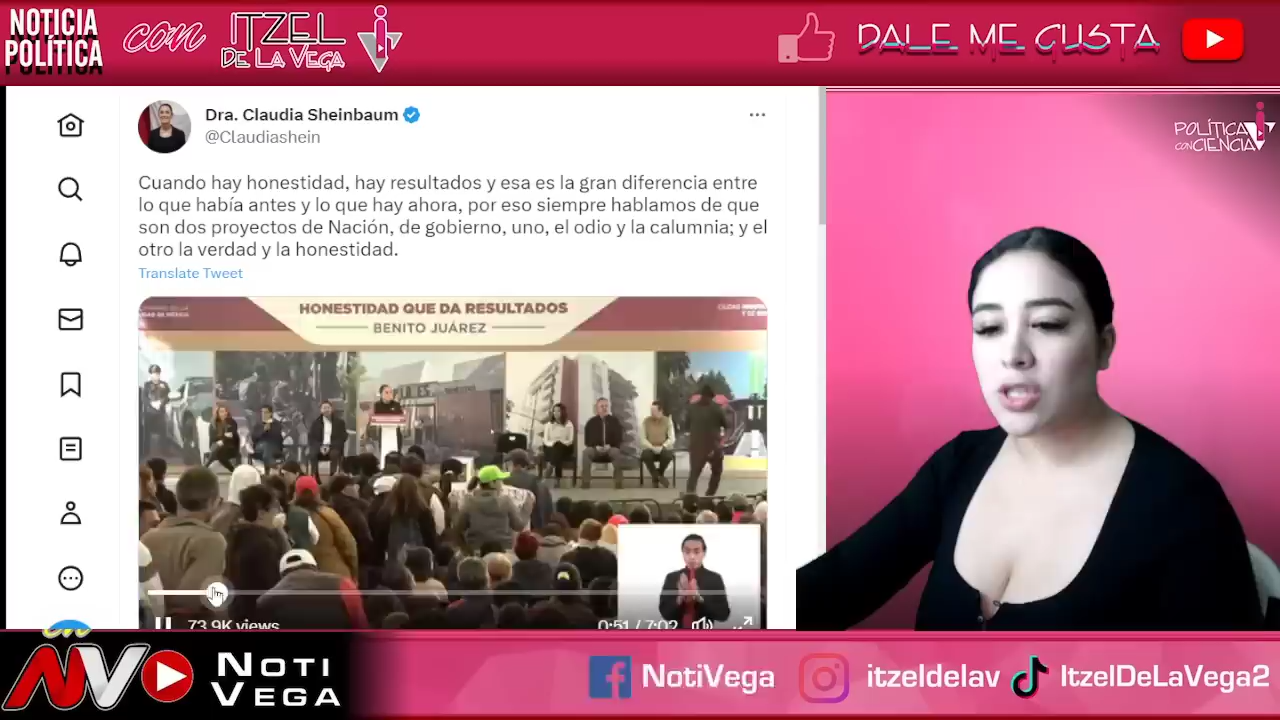 NOTICIA
POLÍTICA
con
ITZEL
DE LA VEGA
DALE ME GUSTA
Dra. Claudia Sheinbaum
@Claudiashein
Cuando hay honestidad, hay resultados y esa es la gran diferencia entre
lo que había antes y lo que hay ahora, por eso siempre hablamos de que
son dos proyectos de Nación, de gobierno, uno, el odio y la calumnia; y el
otro la verdad y la honestidad.
Translate Tweet
HONESTIDAD QUE DA RESULTADOS
BENITO JUÁREZ
73.9K views
0:51 / 7:02
POLÍTICA
CON CIENCIA
en
NV
NOTI
VEGA
NotiVega
itzeldelav
ItzelDeLaVega2